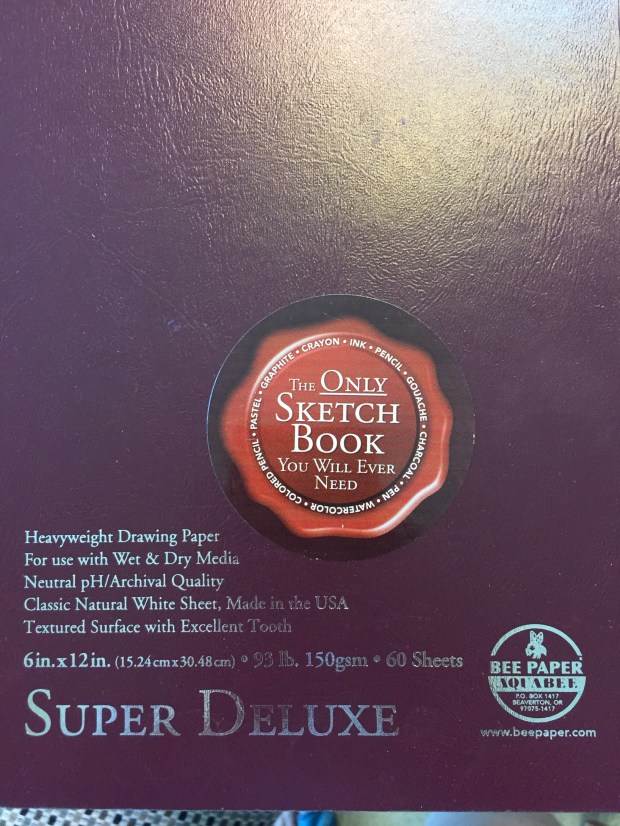 COLORED PENCIL • PASTEL • GRAPHITE • CRAYON • INK • PENCIL • GOUACHE • CHARCOAL • PEN • WATERCOLOR •
THE ONLY
SKETCH
BOOK
YOU WILL EVER
NEED
Heavyweight Drawing Paper
For use with Wet & Dry Media
Neutral pH/Archival Quality
Classic Natural White Sheet, Made in the USA
Textured Surface with Excellent Tooth
6in.x12in. (15.24cmx30.48cm) • 93 lb. 150gsm • 60 Sheets
SUPER DELUXE
BEE PAPER
AQUABEE
P.O. BOX 1417
BEAVERTON, OR
97075-1417
www.beepaper.com